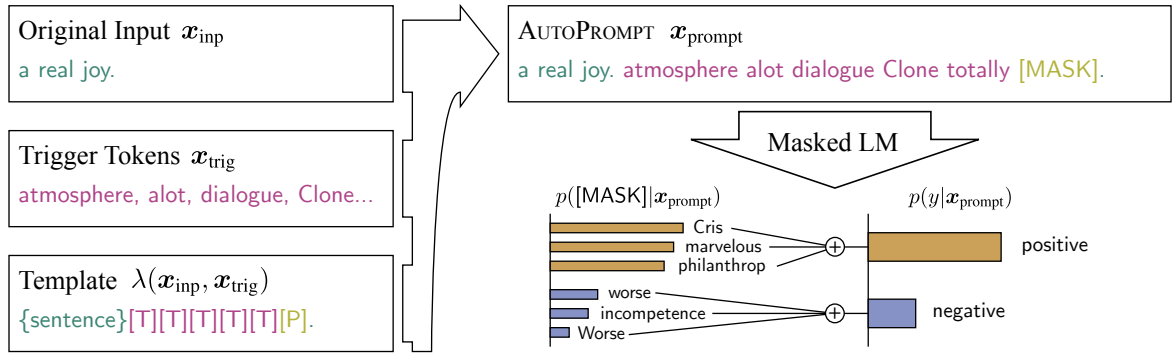 Original Input x_inp
a real joy.
Trigger Tokens x_trig
atmosphere, alot, dialogue, Clone...
Template λ(x_inp, x_trig)
{sentence}[T][T][T][T][T][P].
AUTOPROMPT x_prompt
a real joy. atmosphere alot dialogue Clone totally [MASK].
Masked LM
p([MASK]|x_prompt)
p(y|x_prompt)
Cris
marvelous
philanthrop
positive
worse
incompetence
Worse
negative